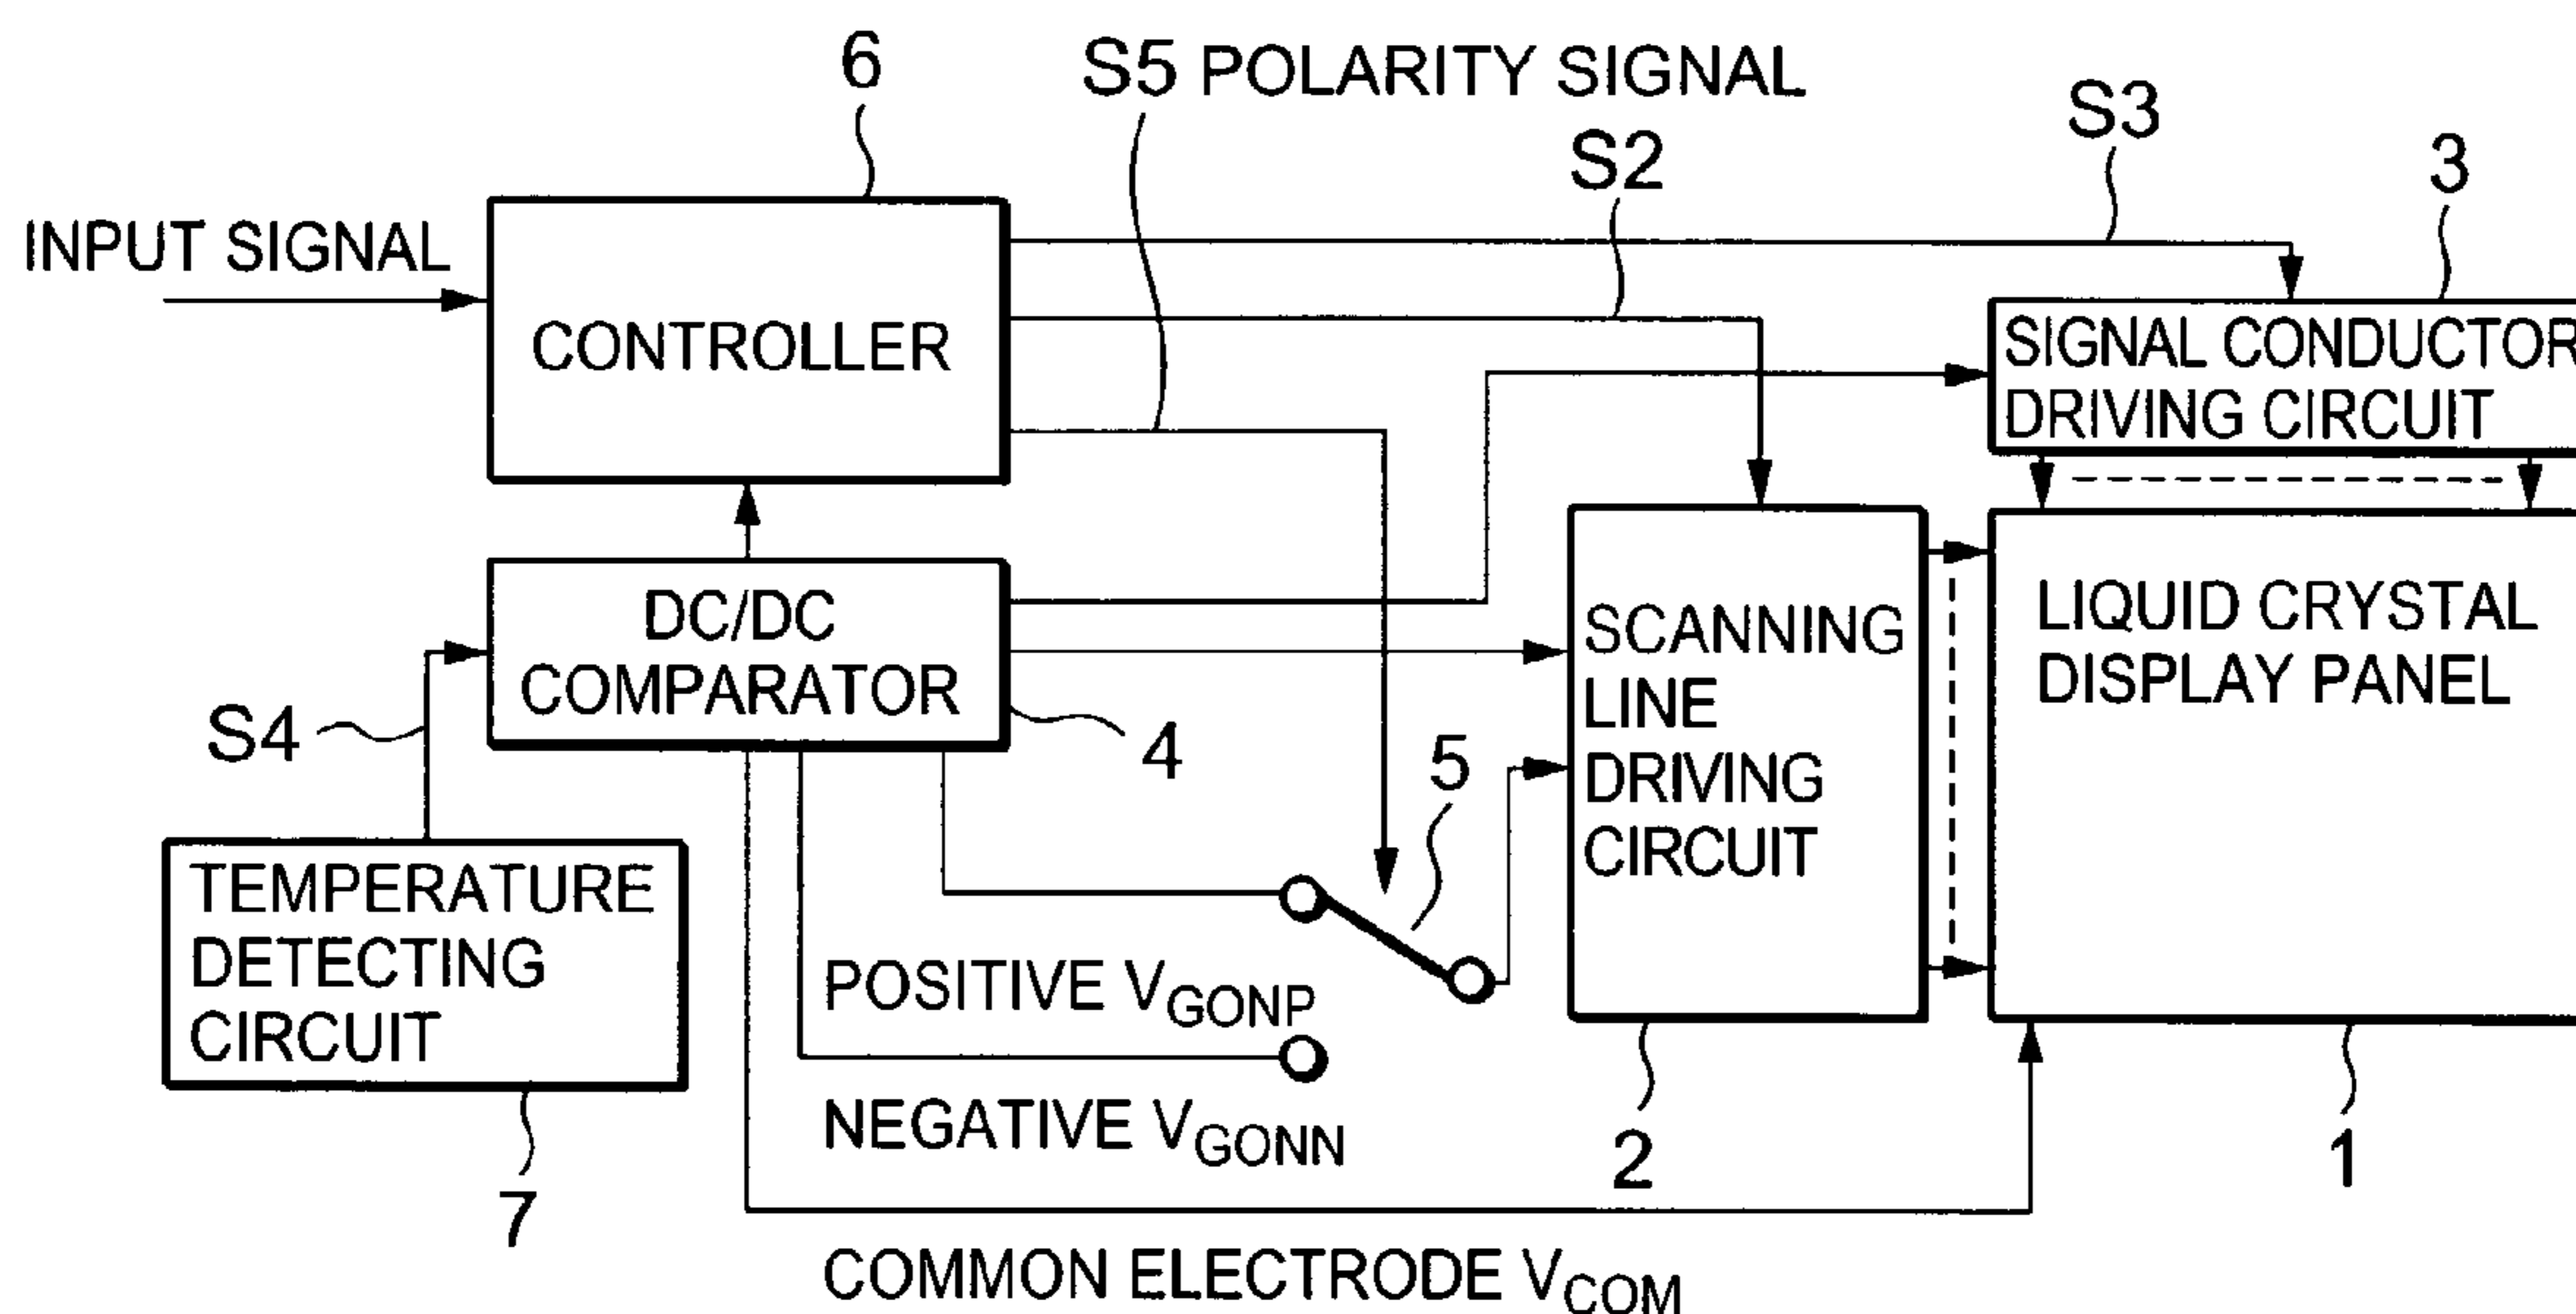 6
S5 POLARITY SIGNAL
S2
S3
3
INPUT SIGNAL
CONTROLLER
SIGNAL CONDUCTOR
DRIVING CIRCUIT
DC/DC
COMPARATOR
4
S4
SCANNING
LINE
DRIVING
CIRCUIT
LIQUID CRYSTAL
DISPLAY PANEL
5
TEMPERATURE
DETECTING
CIRCUIT
7
POSITIVE VGONP
NEGATIVE VGONN
2
1
COMMON ELECTRODE VCOM